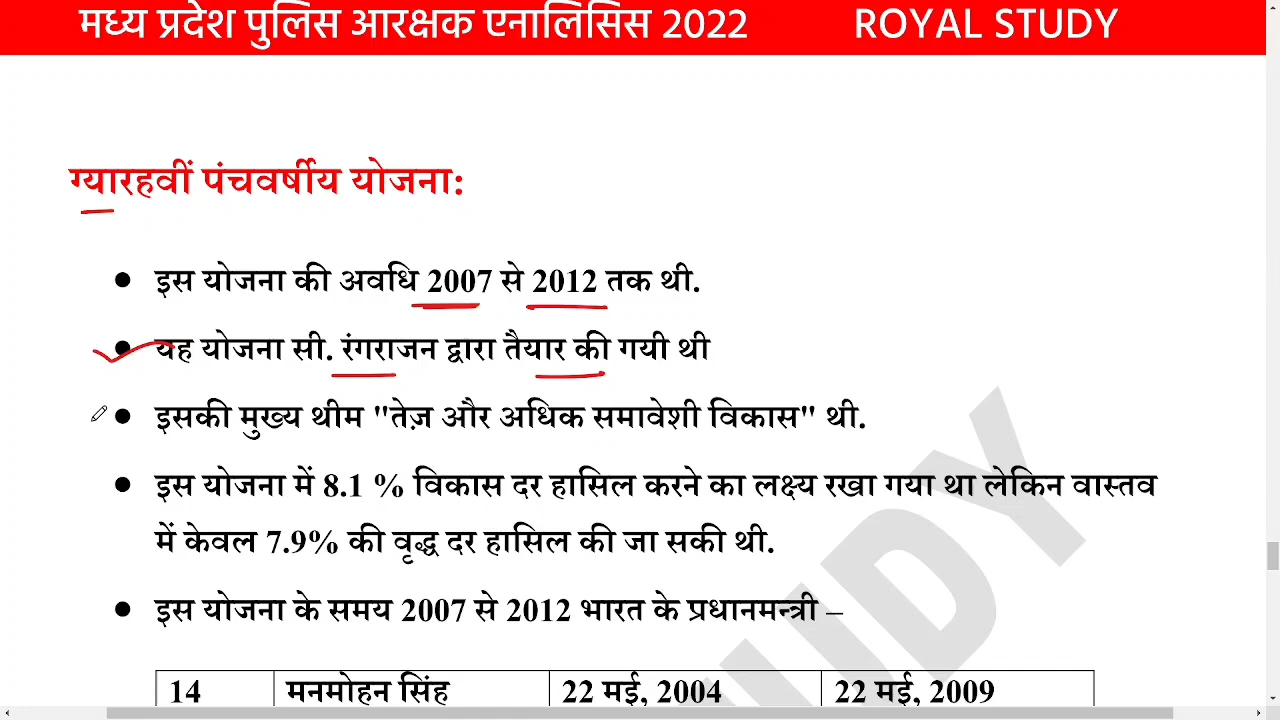 मध्य प्रदेश पुलिस आरक्षक एनालिसिस 2022 ROYAL STUDY
ग्यारहवीं पंचवर्षीय योजना:
● इस योजना की अवधि 2007 से 2012 तक थी.
● यह योजना सी. रंगराजन द्वारा तैयार की गयी थी
● इसकी मुख्य थीम "तेज़ और अधिक समावेशी विकास" थी.
● इस योजना में 8.1 % विकास दर हासिल करने का लक्ष्य रखा गया था लेकिन वास्तव
में केवल 7.9% की वृद्ध दर हासिल की जा सकी थी.
● इस योजना के समय 2007 से 2012 भारत के प्रधानमन्त्री –
14 मनमोहन सिंह 22 मई, 2004 22 मई, 2009
STUDY